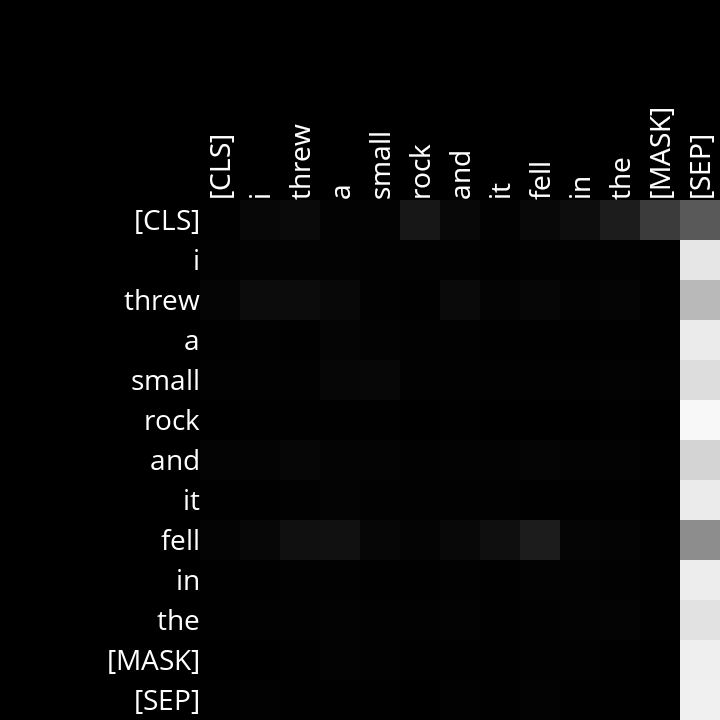 [CLS] i threw a small rock and it fell in the [MASK] [SEP]
[CLS]
i
threw
a
small
rock
and
it
fell
in
the
[MASK]
[SEP]